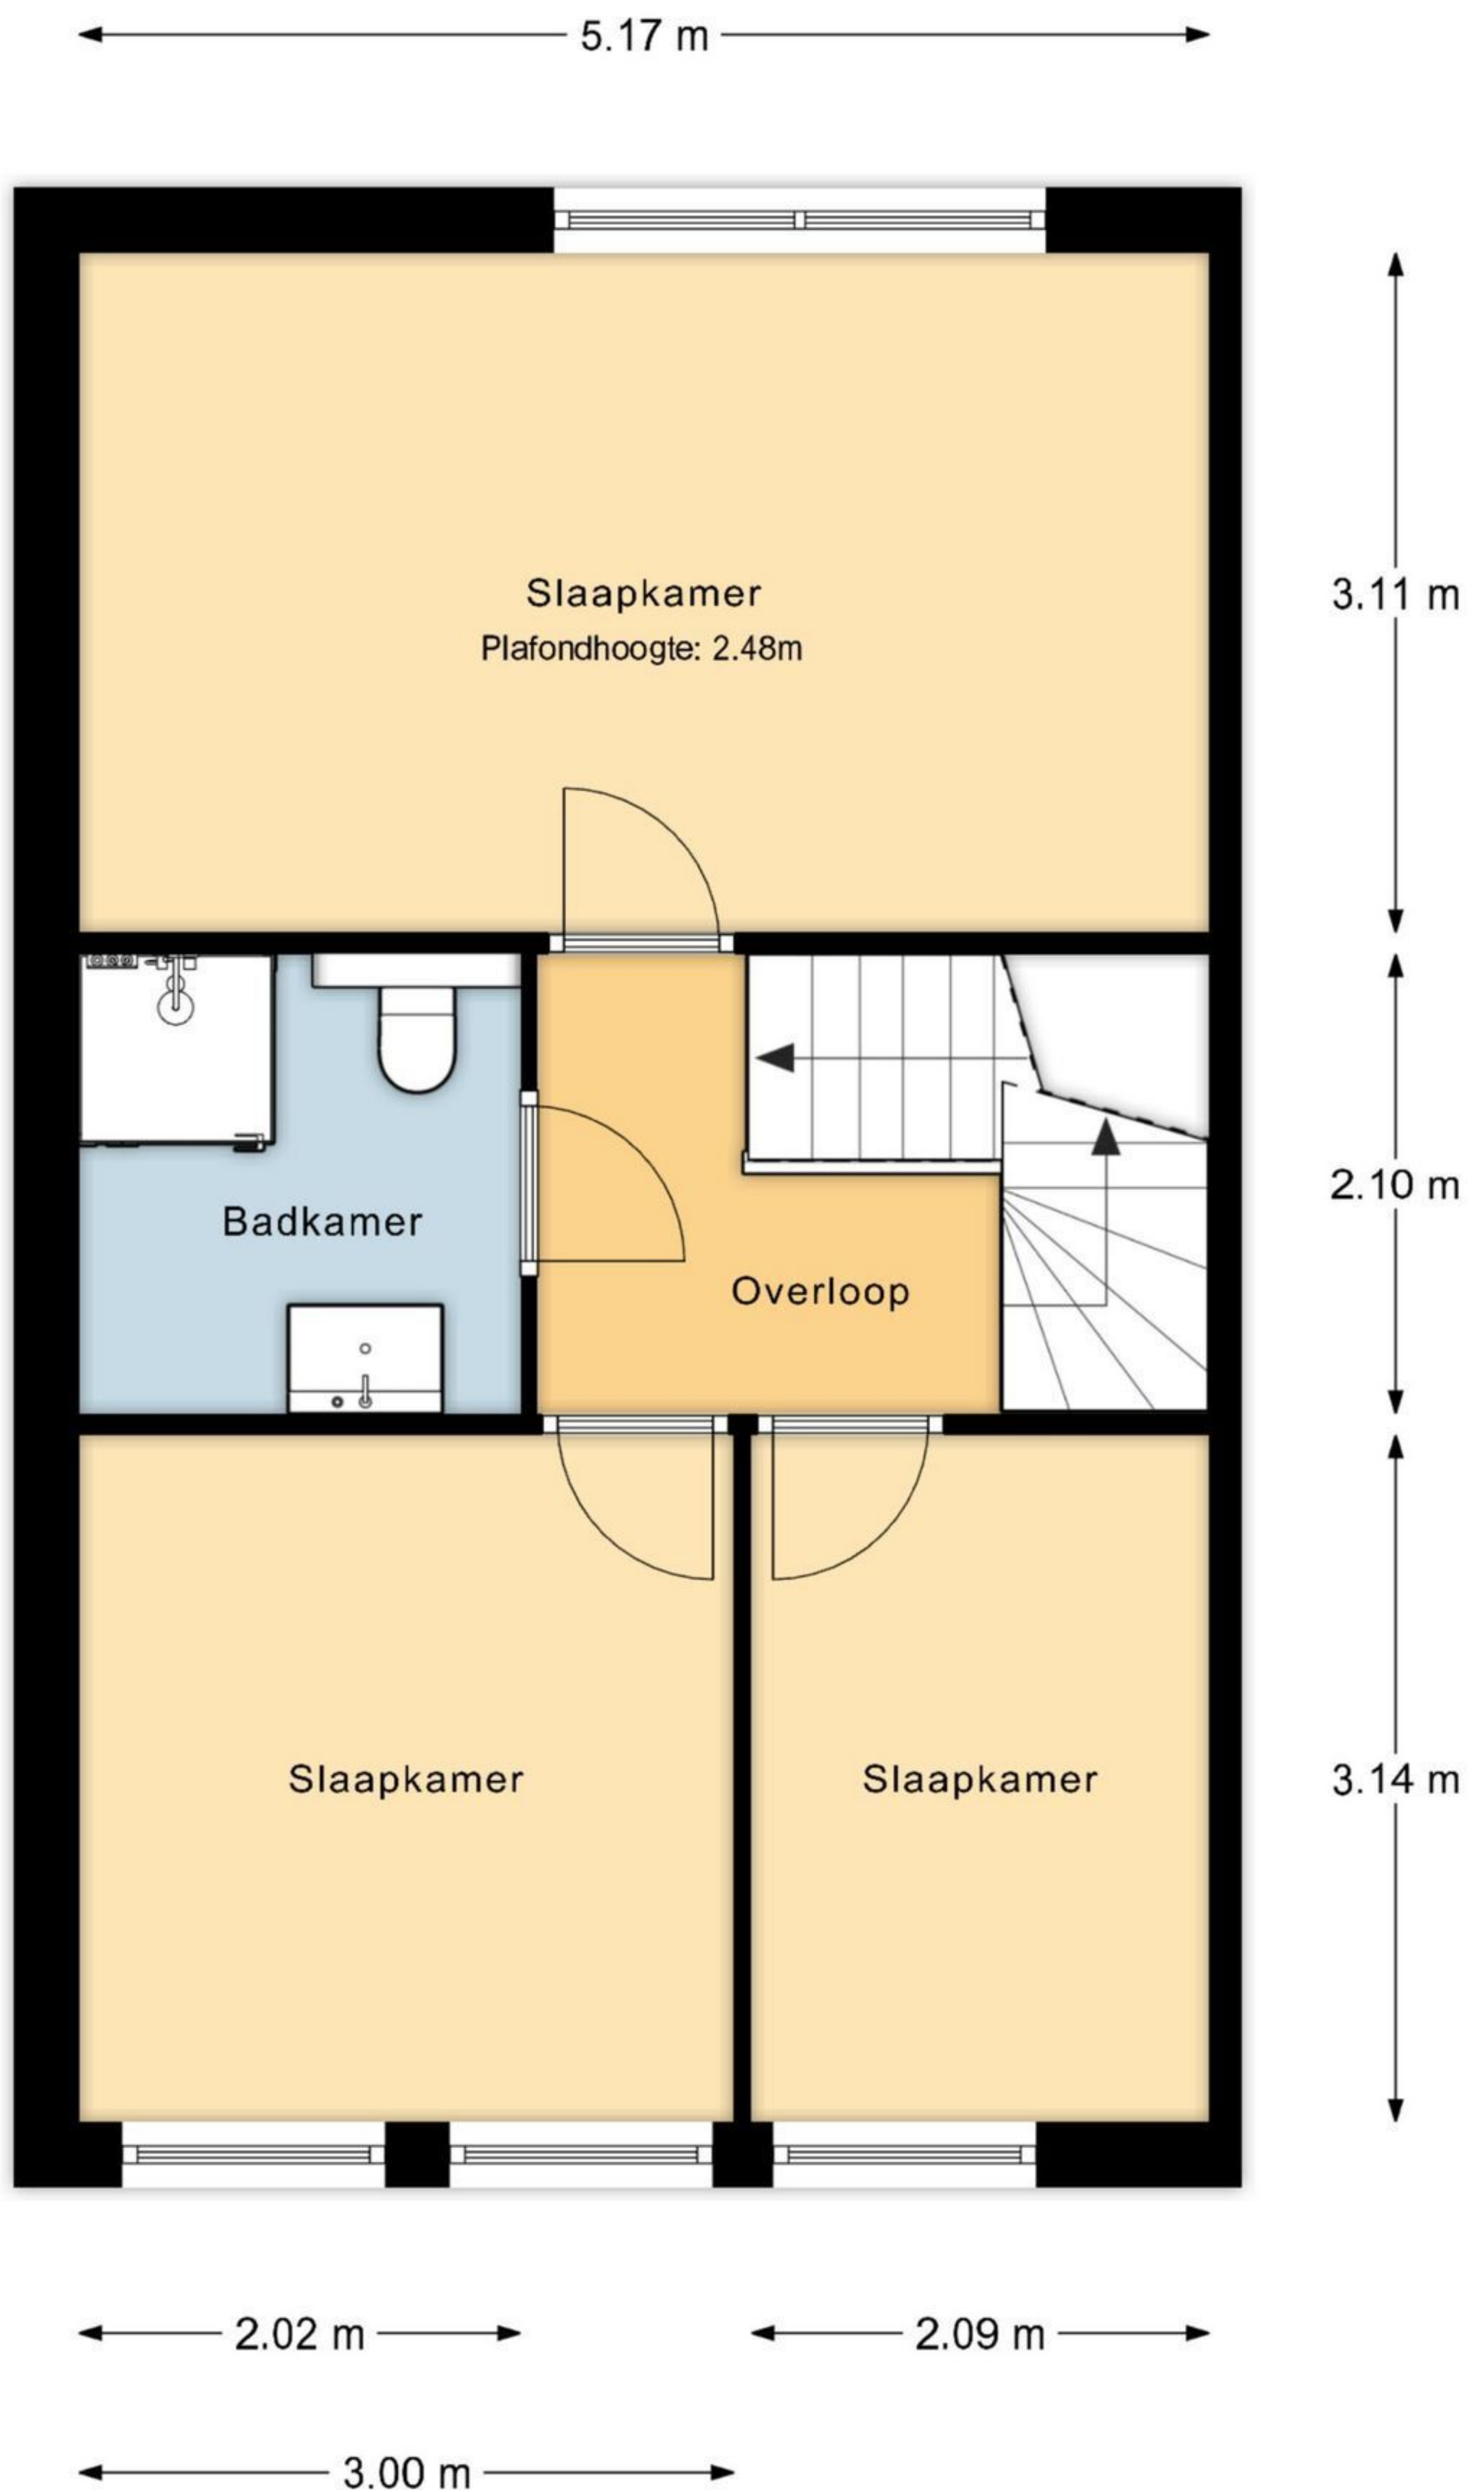 5.17 m
Slaapkamer
Plafondhoogte: 2.48m
3.11 m
Badkamer
2.10 m
Overloop
Slaapkamer
Slaapkamer
3.14 m
2.02 m
2.09 m
3.00 m